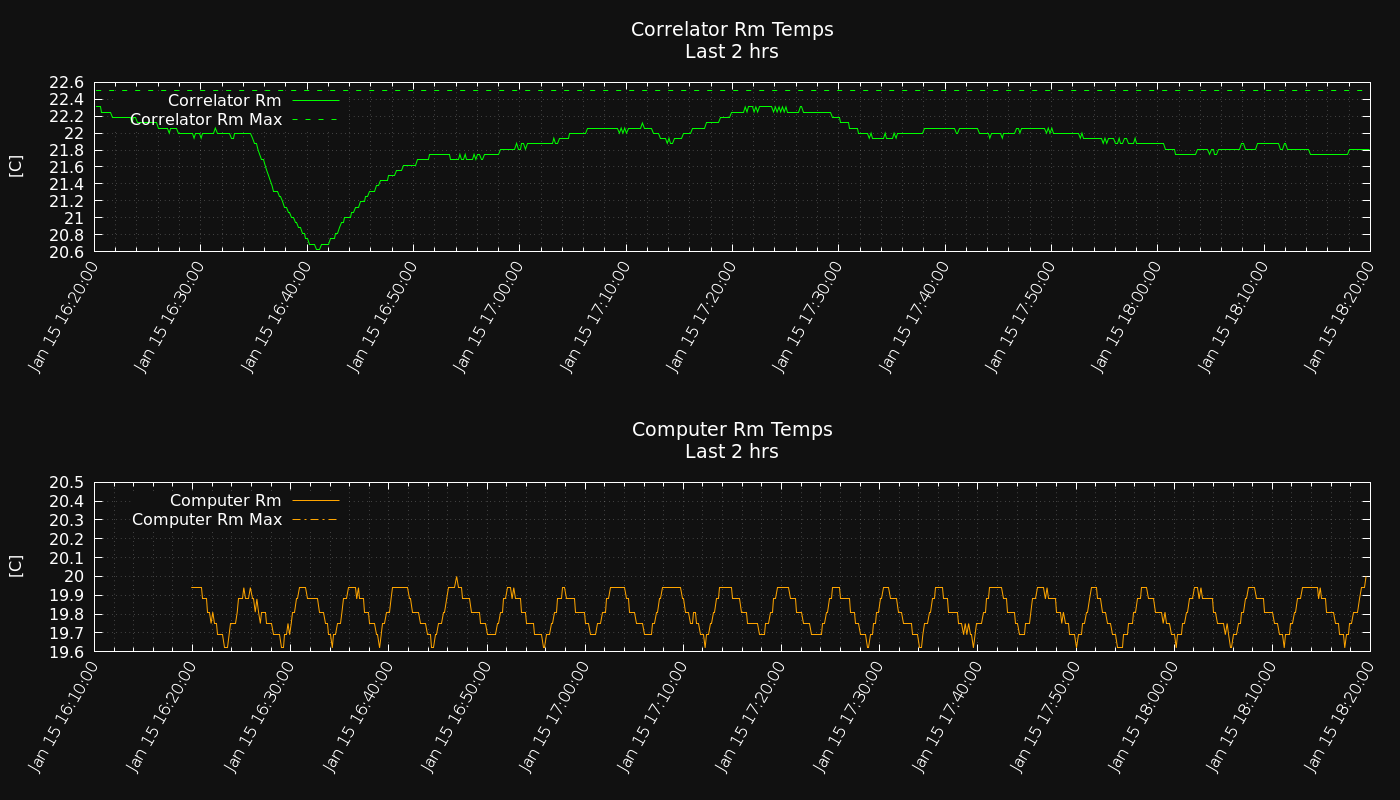 Correlator Rm Temps
Last 2 hrs
22.6
22.4
22.2
22
21.8
21.6
21.4
21.2
21
20.8
20.6
[C]
Correlator Rm
Correlator Rm Max
Jan 15 16:20:00
Jan 15 16:30:00
Jan 15 16:40:00
Jan 15 16:50:00
Jan 15 17:00:00
Jan 15 17:10:00
Jan 15 17:20:00
Jan 15 17:30:00
Jan 15 17:40:00
Jan 15 17:50:00
Jan 15 18:00:00
Jan 15 18:10:00
Jan 15 18:20:00
Computer Rm Temps
Last 2 hrs
20.5
20.4
20.3
20.2
20.1
20
19.9
19.8
19.7
19.6
[C]
Computer Rm
Computer Rm Max
Jan 15 16:10:00
Jan 15 16:20:00
Jan 15 16:30:00
Jan 15 16:40:00
Jan 15 16:50:00
Jan 15 17:00:00
Jan 15 17:10:00
Jan 15 17:20:00
Jan 15 17:30:00
Jan 15 17:40:00
Jan 15 17:50:00
Jan 15 18:00:00
Jan 15 18:10:00
Jan 15 18:20:00